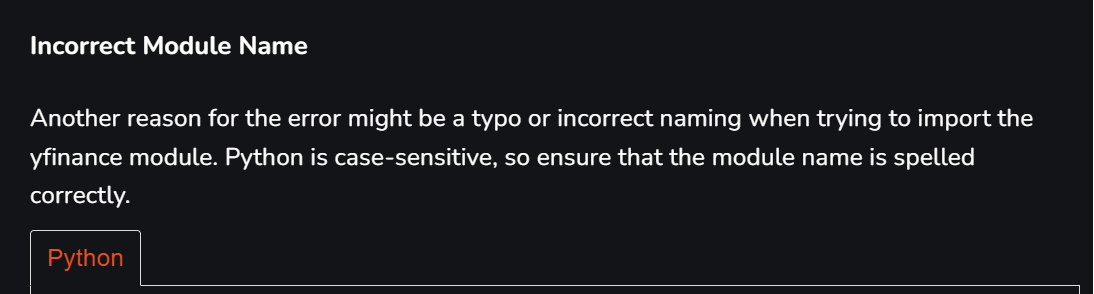 Incorrect Module Name
Another reason for the error might be a typo or incorrect naming when trying to import the
yfinance module. Python is case-sensitive, so ensure that the module name is spelled
correctly.
Python